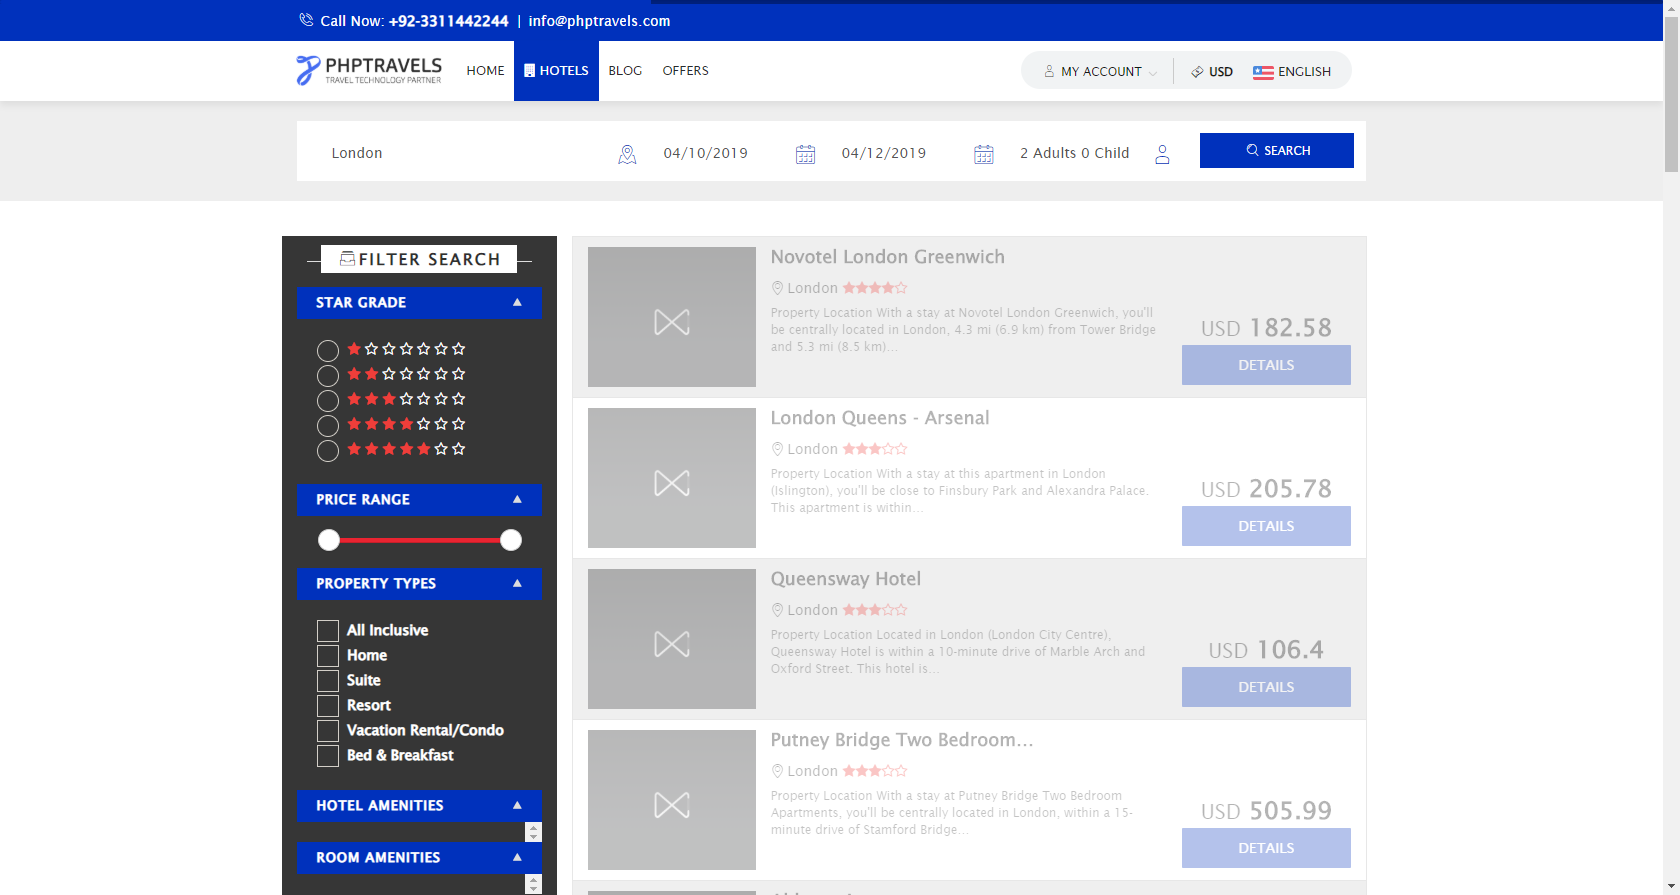 Call Now: +92-3311442244 | info@phptravels.com
PHPTRAVELS
TRAVEL TECHNOLOGY PARTNER
HOME
HOTELS
BLOG
OFFERS
MY ACCOUNT
USD
ENGLISH
London
04/10/2019
04/12/2019
2 Adults 0 Child
SEARCH
FILTER SEARCH
STAR GRADE
PRICE RANGE
PROPERTY TYPES
All Inclusive
Home
Suite
Resort
Vacation Rental/Condo
Bed & Breakfast
HOTEL AMENITIES
ROOM AMENITIES
Novotel London Greenwich
London
Property Location With a stay at Novotel London Greenwich, you'll
be centrally located in London, 4.3 mi (6.9 km) from Tower Bridge
and 5.3 mi (8.5 km)...
USD 182.58
DETAILS
London Queens - Arsenal
London
Property Location With a stay at this apartment in London
(Islington), you'll be close to Finsbury Park and Alexandra Palace.
This apartment is within...
USD 205.78
DETAILS
Queensway Hotel
London
Property Location Located in London (London City Centre),
Queensway Hotel is within a 10-minute drive of Marble Arch and
Oxford Street. This hotel is...
USD 106.4
DETAILS
Putney Bridge Two Bedroom...
London
Property Location With a stay at Putney Bridge Two Bedroom
Apartments, you'll be centrally located in London, within a 15-
minute drive of Stamford Bridge...
USD 505.99
DETAILS